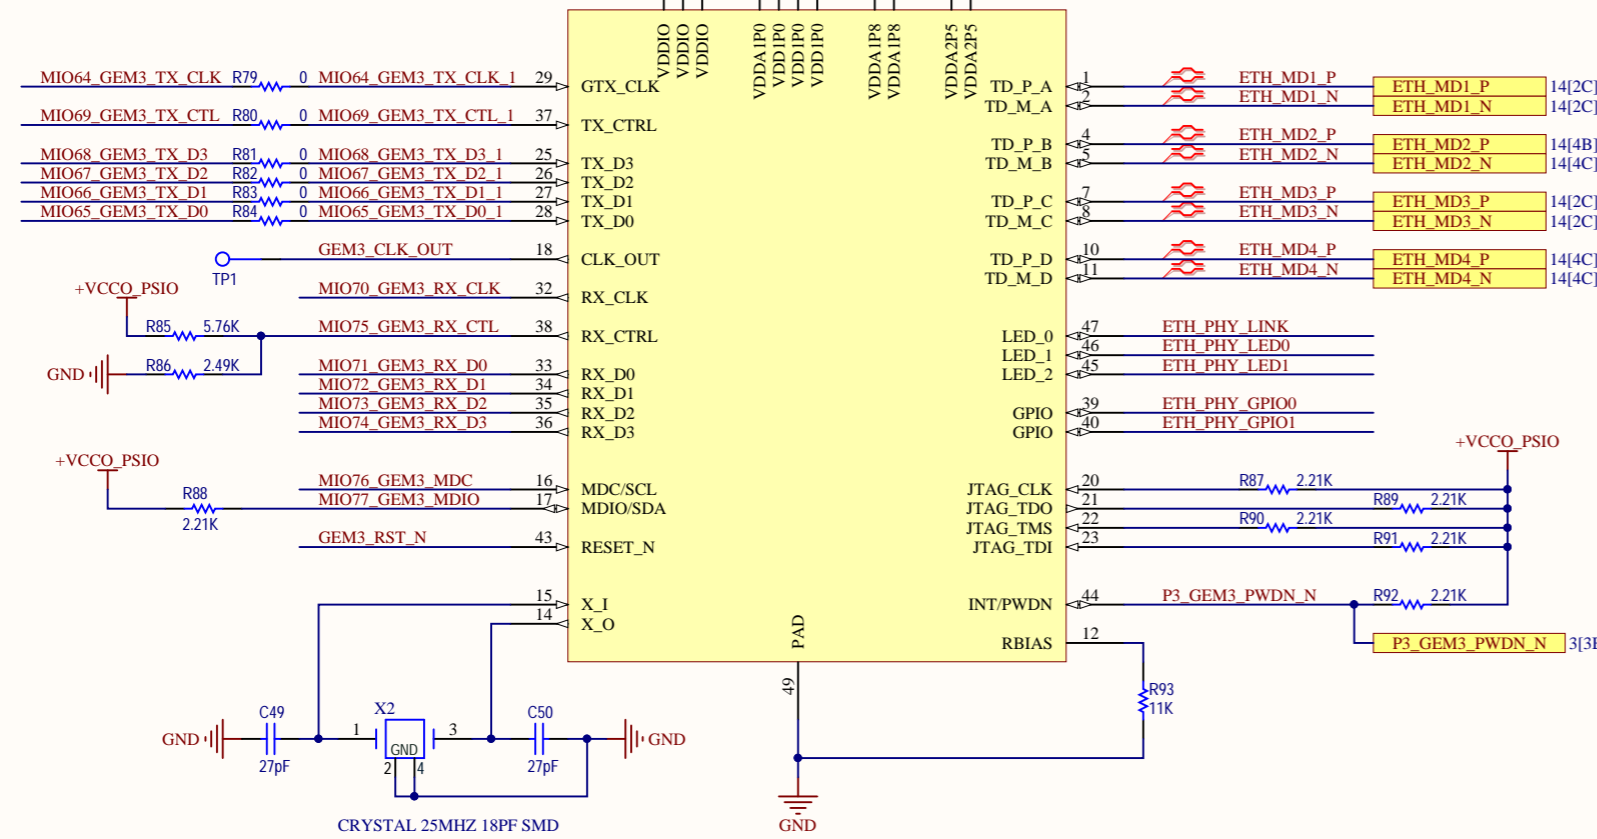 VDDIO
VDDIO
VDDIO
VDDA1P0
VDD1P0
VDD1P0
VDD1P0
VDDA1P8
VDDA1P8
VDDA2P5
VDDA2P5
MIO64_GEM3_TX_CLK R79 0 MIO64_GEM3_TX_CLK_1 29 GTX_CLK
MIO69_GEM3_TX_CTL R80 0 MIO69_GEM3_TX_CTL_1 37 TX_CTRL
MIO68_GEM3_TX_D3 R81 0 MIO68_GEM3_TX_D3_1 25 TX_D3
MIO67_GEM3_TX_D2 R82 0 MIO67_GEM3_TX_D2_1 26 TX_D2
MIO66_GEM3_TX_D1 R83 0 MIO66_GEM3_TX_D1_1 27 TX_D1
MIO65_GEM3_TX_D0 R84 0 MIO65_GEM3_TX_D0_1 28 TX_D0
TP1 GEM3_CLK_OUT 18 CLK_OUT
MIO70_GEM3_RX_CLK 32 RX_CLK
+VCCO_PSIO
R85 5.76K MIO75_GEM3_RX_CTL 38 RX_CTRL
GND R86 2.49K
MIO71_GEM3_RX_D0 33 RX_D0
MIO72_GEM3_RX_D1 34 RX_D1
MIO73_GEM3_RX_D2 35 RX_D2
MIO74_GEM3_RX_D3 36 RX_D3
+VCCO_PSIO
MIO76_GEM3_MDC 16 MDC/SCL
R88 2.21K MIO77_GEM3_MDIO 17 MDIO/SDA
GEM3_RST_N 43 RESET_N
15 X_I
14 X_O
TD_P_A 1 ETH_MD1_P ETH_MD1_P 14[2C]
TD_M_A 2 ETH_MD1_N ETH_MD1_N 14[2C]
TD_P_B 4 ETH_MD2_P ETH_MD2_P 14[4B]
TD_M_B 5 ETH_MD2_N ETH_MD2_N 14[4C]
TD_P_C 7 ETH_MD3_P ETH_MD3_P 14[2C]
TD_M_C 8 ETH_MD3_N ETH_MD3_N 14[2C]
TD_P_D 10 ETH_MD4_P ETH_MD4_P 14[4C]
TD_M_D 11 ETH_MD4_N ETH_MD4_N 14[4C]
LED_0 47 ETH_PHY_LINK
LED_1 46 ETH_PHY_LED0
LED_2 45 ETH_PHY_LED1
GPIO 39 ETH_PHY_GPIO0
GPIO 40 ETH_PHY_GPIO1
+VCCO_PSIO
JTAG_CLK 20 R87 2.21K
JTAG_TDO 21 R89 2.21K
JTAG_TMS 22 R90 2.21K
JTAG_TDI 23 R91 2.21K
INT/PWDN 44 P3_GEM3_PWDN_N R92 2.21K
P3_GEM3_PWDN_N
RBIAS 12
R93
11K
PAD
49
GND
GND C49 27pF 1 X2 GND 3 C50 27pF GND
2 4
CRYSTAL 25MHZ 18PF SMD